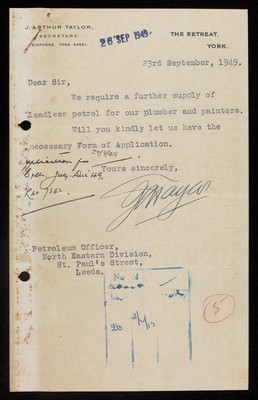 J. ARTHUR TAYLOR,
SECRETARY
TELEPHONE YORK
26 SEP 1949.
THE RETREAT,
YORK.
23rd September, 1949.
Dear Sir,
We require a further supply of
leadless petrol for our plumber and painters.
Will you kindly let us have the
necessary Form of Application.
Yours sincerely,
Petroleum Officer,
North Eastern Division,
St. Paul's Street,
Leeds.
5